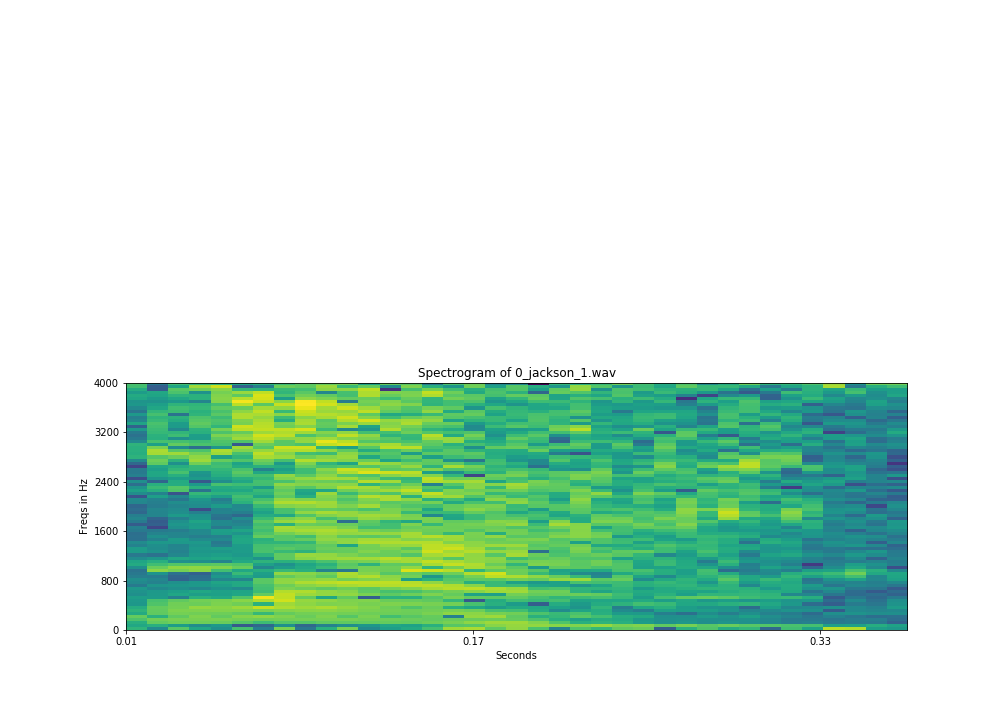 Spectrogram of 0_jackson_1.wav
4000
3200
2400
1600
800
0
Freqs in Hz
0.01 0.17 0.33
Seconds